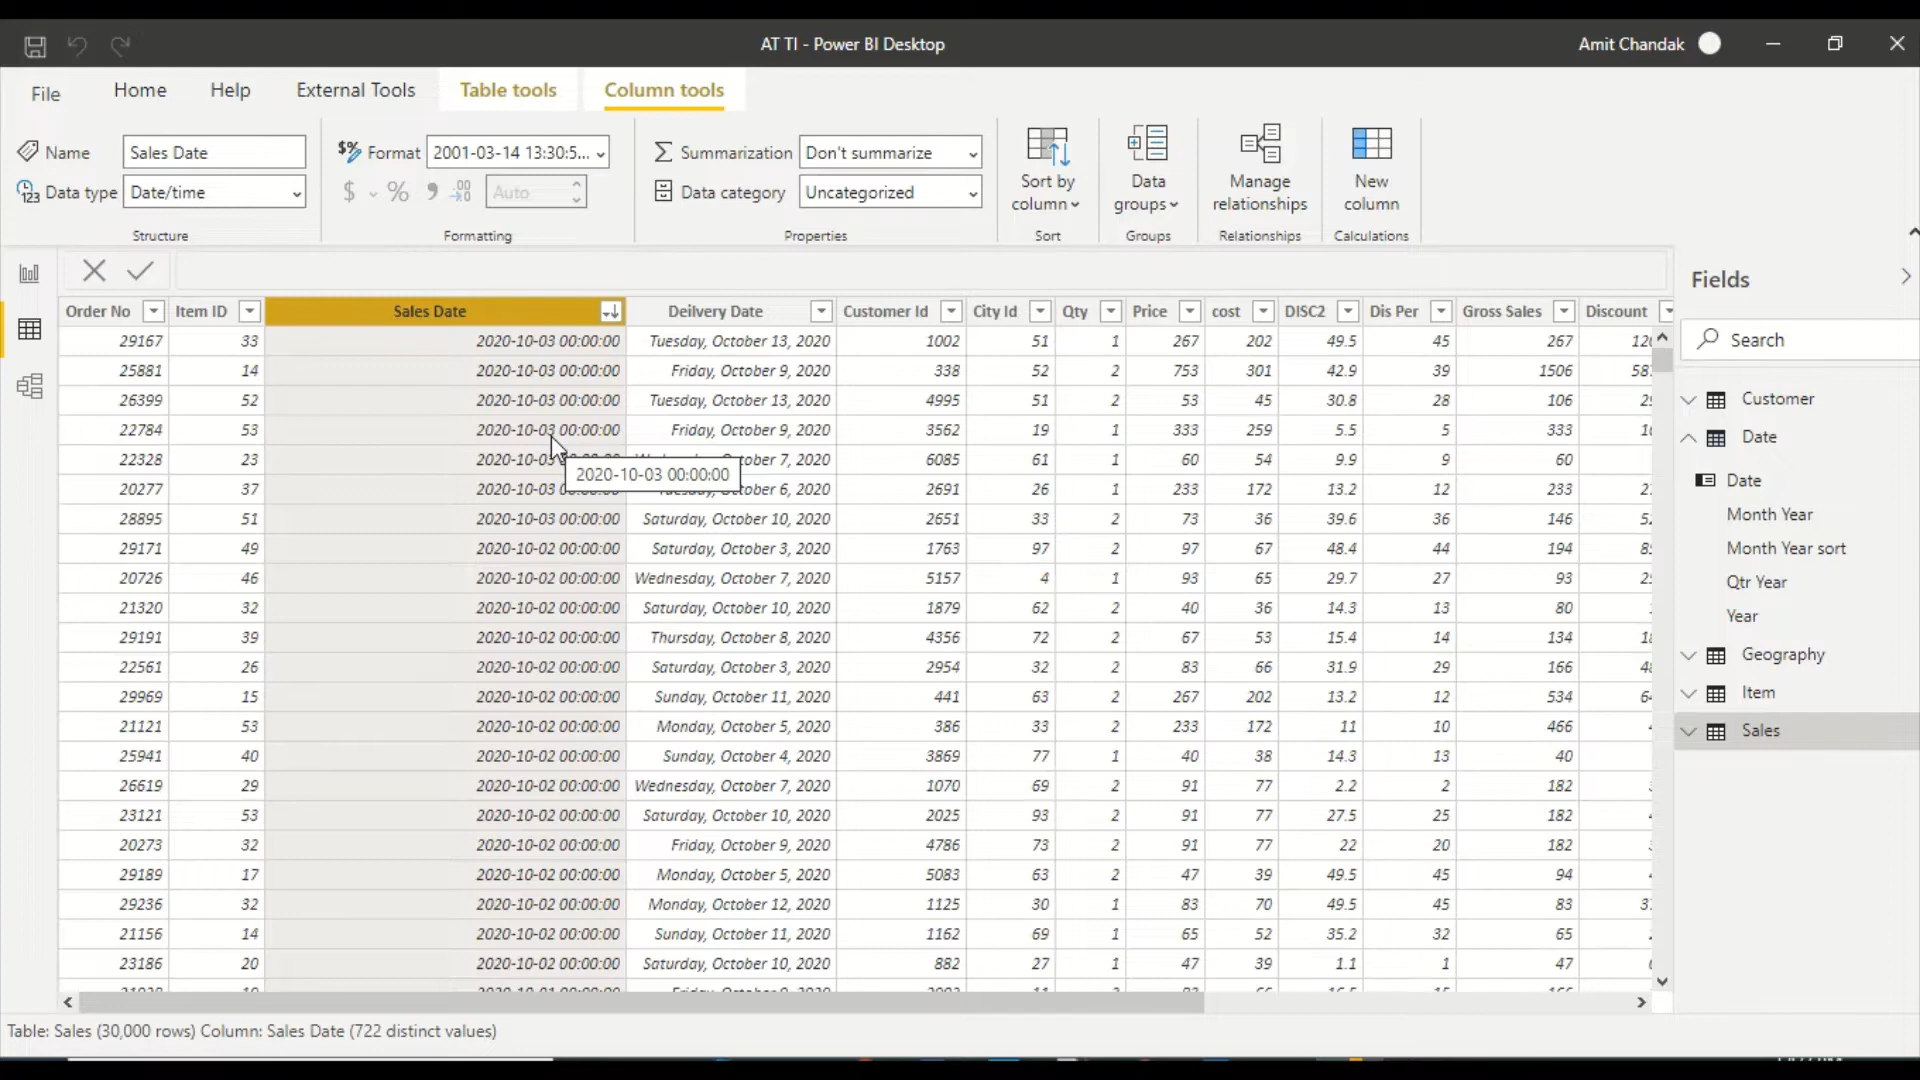 AT TI - Power BI Desktop
Amit Chandak
File Home Help External Tools Table tools Column tools
Name Sales Date
Data type Date/time
Structure
Format 2001-03-14 13:30:5...
$ % Auto
Formatting
Summarization Don't summarize
Data category Uncategorized
Properties
Sort by column
Sort
Data groups
Groups
Manage relationships
Relationships
New column
Calculations
Order No Item ID Sales Date Deilvery Date Customer Id City Id Qty Price cost DISC2 Dis Per Gross Sales Discount
29167 33 2020-10-03 00:00:00 Tuesday, October 13, 2020 1002 51 1 267 202 49.5 45 267
25881 14 2020-10-03 00:00:00 Friday, October 9, 2020 338 52 2 753 301 42.9 39 1506
26399 52 2020-10-03 00:00:00 Tuesday, October 13, 2020 4995 51 2 53 45 30.8 28 106
22784 53 2020-10-03 00:00:00 Friday, October 9, 2020 3562 19 1 333 259 5.5 5 333
22328 23 October 7, 2020 6085 61 1 60 54 9.9 9 60
2020-10-03 00:00:00
20277 37 2020-10-03 October 6, 2020 2691 26 1 233 172 13.2 12 233
28895 51 2020-10-03 00:00:00 Saturday, October 10, 2020 2651 33 2 73 36 39.6 36 146
29171 49 2020-10-02 00:00:00 Saturday, October 3, 2020 1763 97 2 97 67 48.4 44 194
20726 46 2020-10-02 00:00:00 Wednesday, October 7, 2020 5157 4 1 93 65 29.7 27 93
21320 32 2020-10-02 00:00:00 Saturday, October 10, 2020 1879 62 2 40 36 14.3 13 80
29191 39 2020-10-02 00:00:00 Thursday, October 8, 2020 4356 72 2 67 53 15.4 14 134
22561 26 2020-10-02 00:00:00 Saturday, October 3, 2020 2954 32 2 83 66 31.9 29 166
29969 15 2020-10-02 00:00:00 Sunday, October 11, 2020 441 63 2 267 202 13.2 12 534
21121 53 2020-10-02 00:00:00 Monday, October 5, 2020 386 33 2 233 172 11 10 466
25941 40 2020-10-02 00:00:00 Sunday, October 4, 2020 3869 77 1 40 38 14.3 13 40
26619 29 2020-10-02 00:00:00 Wednesday, October 7, 2020 1070 69 2 91 77 2.2 2 182
23121 53 2020-10-02 00:00:00 Saturday, October 10, 2020 2025 93 2 91 77 27.5 25 182
20273 32 2020-10-02 00:00:00 Friday, October 9, 2020 4786 73 2 91 77 22 20 182
29189 17 2020-10-02 00:00:00 Monday, October 5, 2020 5083 63 2 47 39 49.5 45 94
29236 32 2020-10-02 00:00:00 Monday, October 12, 2020 1125 30 1 83 70 49.5 45 83
21156 14 2020-10-02 00:00:00 Sunday, October 11, 2020 1162 69 1 65 52 35.2 32 65
23186 20 2020-10-02 00:00:00 Saturday, October 10, 2020 882 27 1 47 39 1.1 1 47
Fields
Search
Customer
Date
Date
Month Year
Month Year sort
Qtr Year
Year
Geography
Item
Sales
Table: Sales (30,000 rows) Column: Sales Date (722 distinct values)